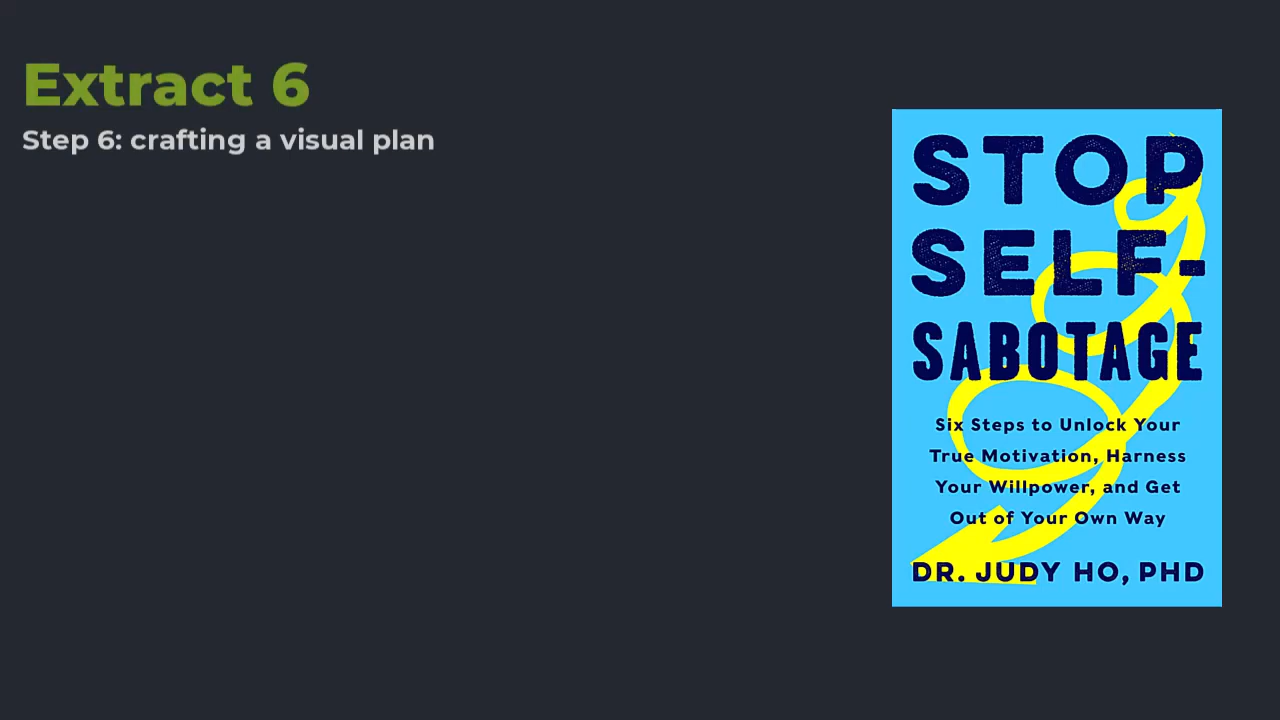 Extract 6
Step 6: crafting a visual plan
STOP
SELF-
SABOTAGE
Six Steps to Unlock Your
True Motivation, Harness
Your Willpower, and Get
Out of Your Own Way
DR. JUDY HO, PHD